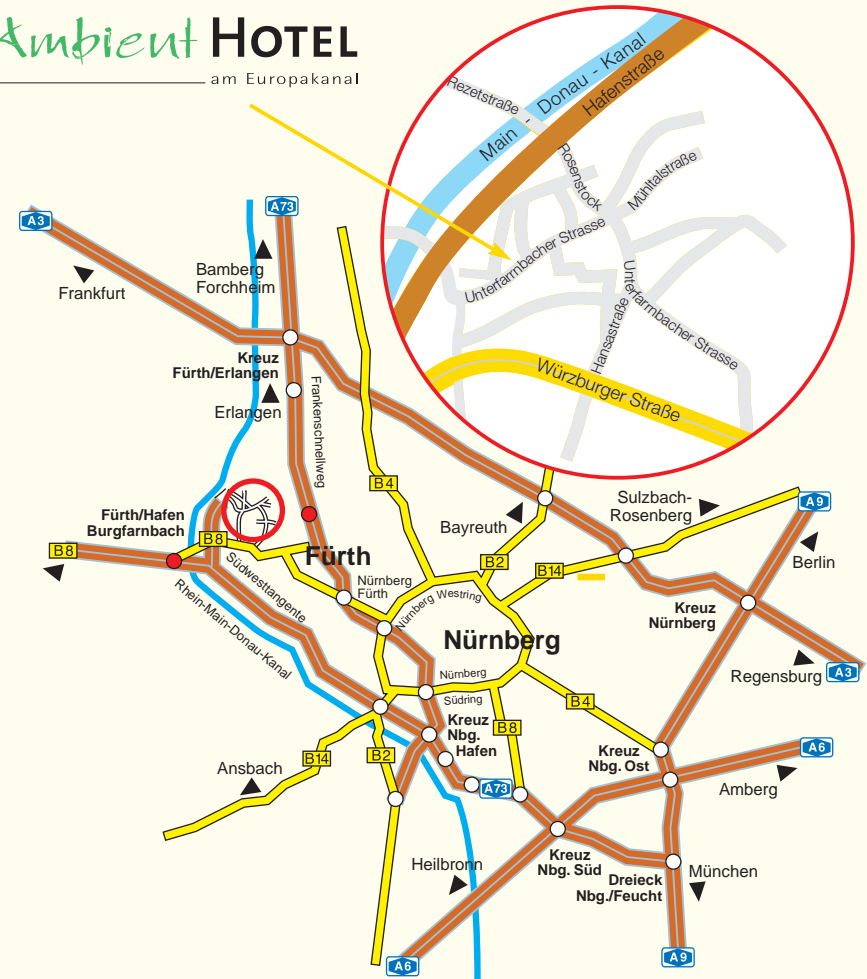 Ambient HOTEL
am Europakanal
Rezetstraße -
Main - Donau - Kanal
Hafenstraße
Rosenstock
Mühltalstraße
Unterfarrnbacher Strasse
Unterfarmbacher Strasse
Hansastraße
Würzburger Straße
A3
A73
Frankfurt
Bamberg
Forchheim
Kreuz
Fürth/Erlangen
Erlangen
Frankenschnellweg
B4
Fürth/Hafen
Burgfarnbach
B8
B8
Fürth
Südwesttangente
Rhein-Main-Donau-Kanal
Nürnberg
Fürth
Nürnberg Westring
Bayreuth
B2
B14
Sulzbach-
Rosenberg
A9
Berlin
Kreuz
Nürnberg
Regensburg
A3
Nürnberg
Nürnberg
Südring
B4
B8
Kreuz
Nbg.
Hafen
Kreuz
Nbg. Ost
A6
Amberg
Ansbach
B14
B2
A73
Heilbronn
Kreuz
Nbg. Süd
Dreieck
Nbg./Feucht
München
A6
A9